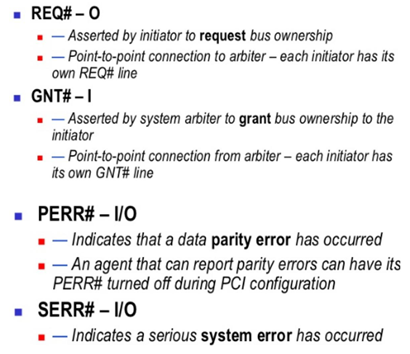 REQ# – O
— Asserted by initiator to request bus ownership
— Point-to-point connection to arbiter – each initiator has its
own REQ# line
GNT# – I
— Asserted by system arbiter to grant bus ownership to the
initiator
— Point-to-point connection from arbiter – each initiator has
its own GNT# line
PERR# – I/O
— Indicates that a data parity error has occurred
— An agent that can report parity errors can have its
PERR# turned off during PCI configuration
SERR# – I/O
— Indicates a serious system error has occurred